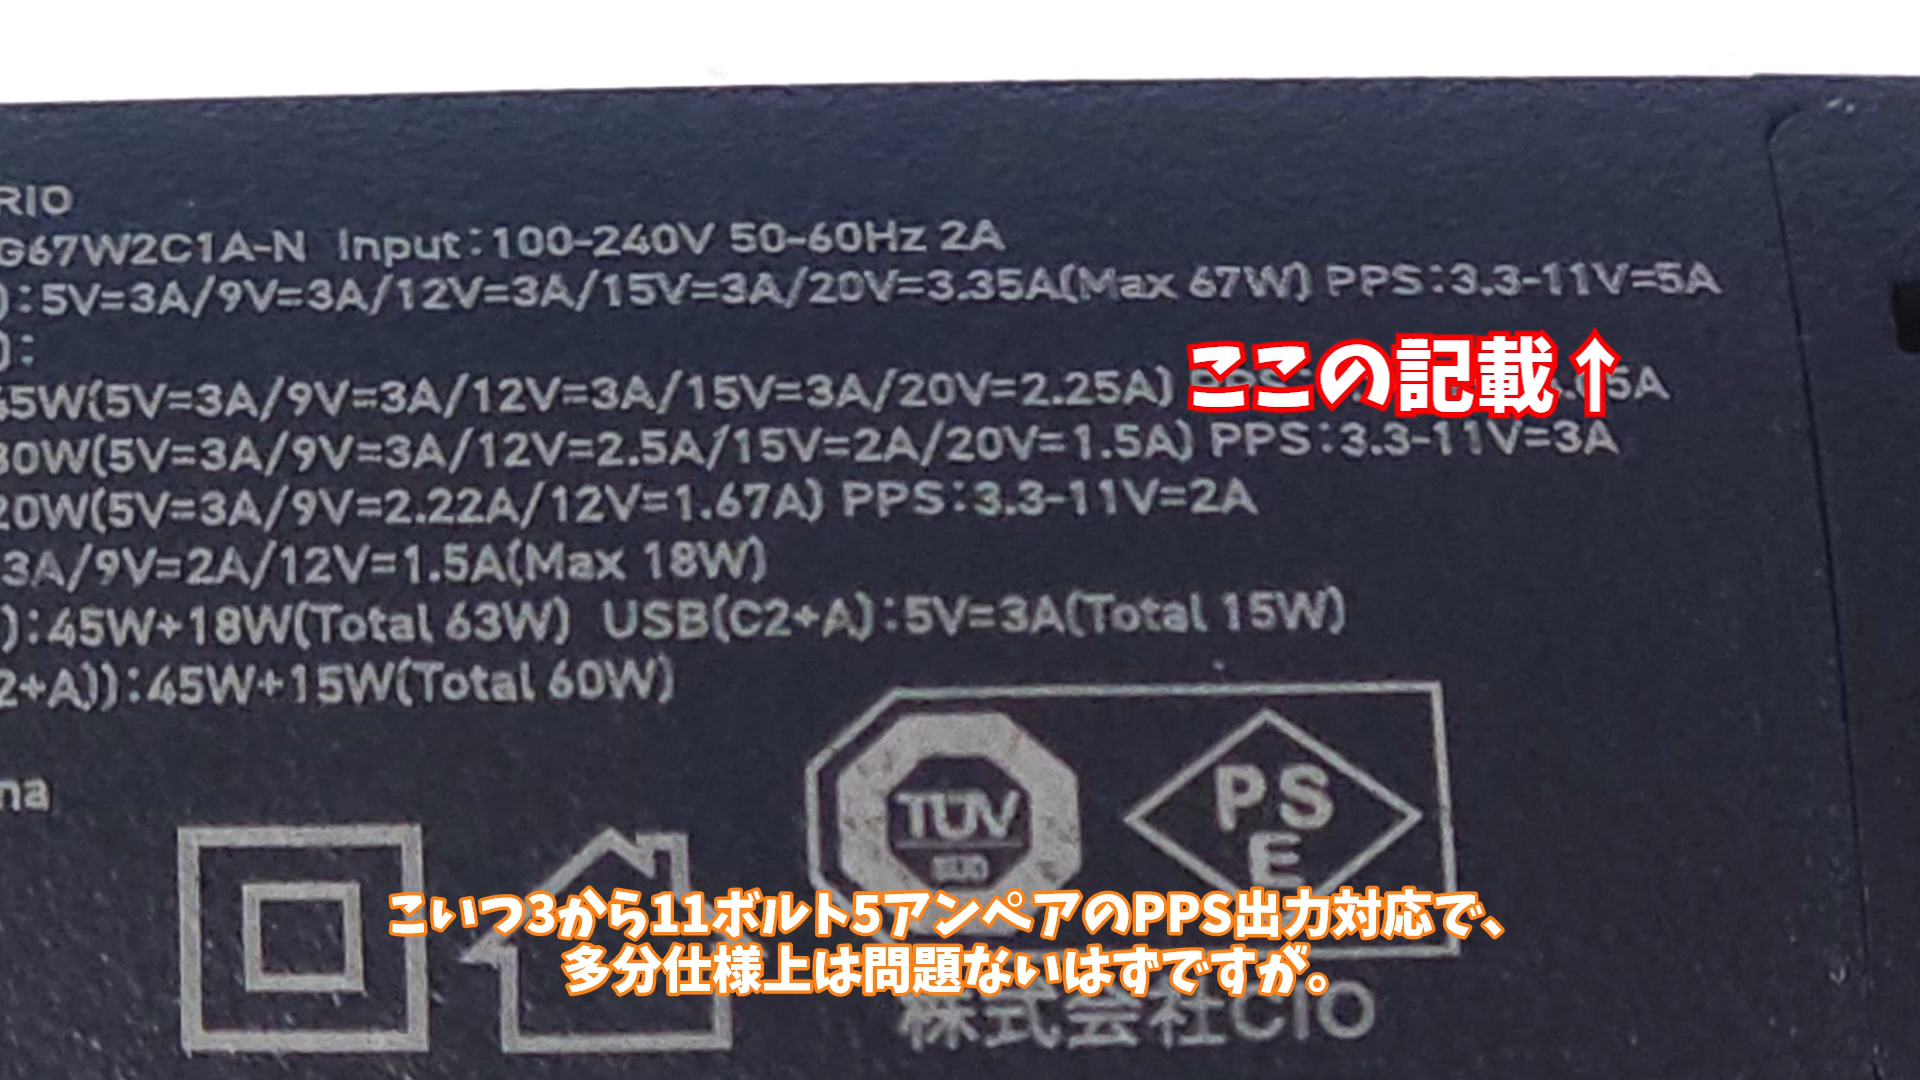 RIO
G67W2C1A-N Input:100-240V 50-60Hz 2A
):5V=3A/9V=3A/12V=3A/15V=3A/20V=3.35A(Max 67W) PPS:3.3-11V=5A
):
ここの記載↑
45W(5V=3A/9V=3A/12V=3A/15V=3A/20V=2.25A)
30W(5V=3A/9V=3A/12V=2.5A/15V=2A/20V=1.5A) PPS:3.3-11V=3A
20W(5V=3A/9V=2.22A/12V=1.67A) PPS:3.3-11V=2A
3A/9V=2A/12V=1.5A(Max 18W)
):45W+18W(Total 63W) USB(C2+A):5V=3A(Total 15W)
2+A)):45W+15W(Total 60W)
na
TÜV
PS
E
こいつ3から11ボルト5アンペアのPPS出力対応で、
多分仕様上は問題ないはずですが。
株式会社CIO